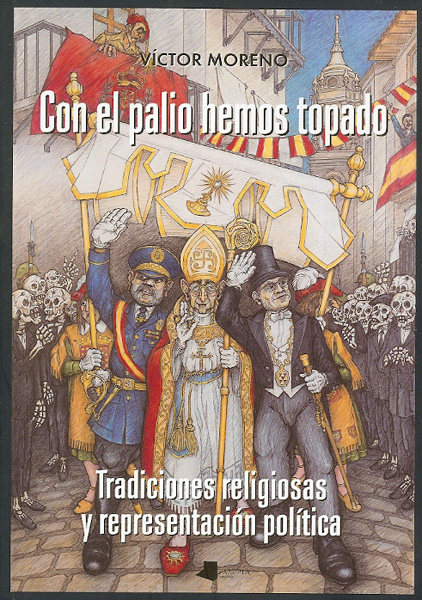 VÍCTOR MORENO
Con el palio hemos topado
Tradiciones religiosas
y representación política